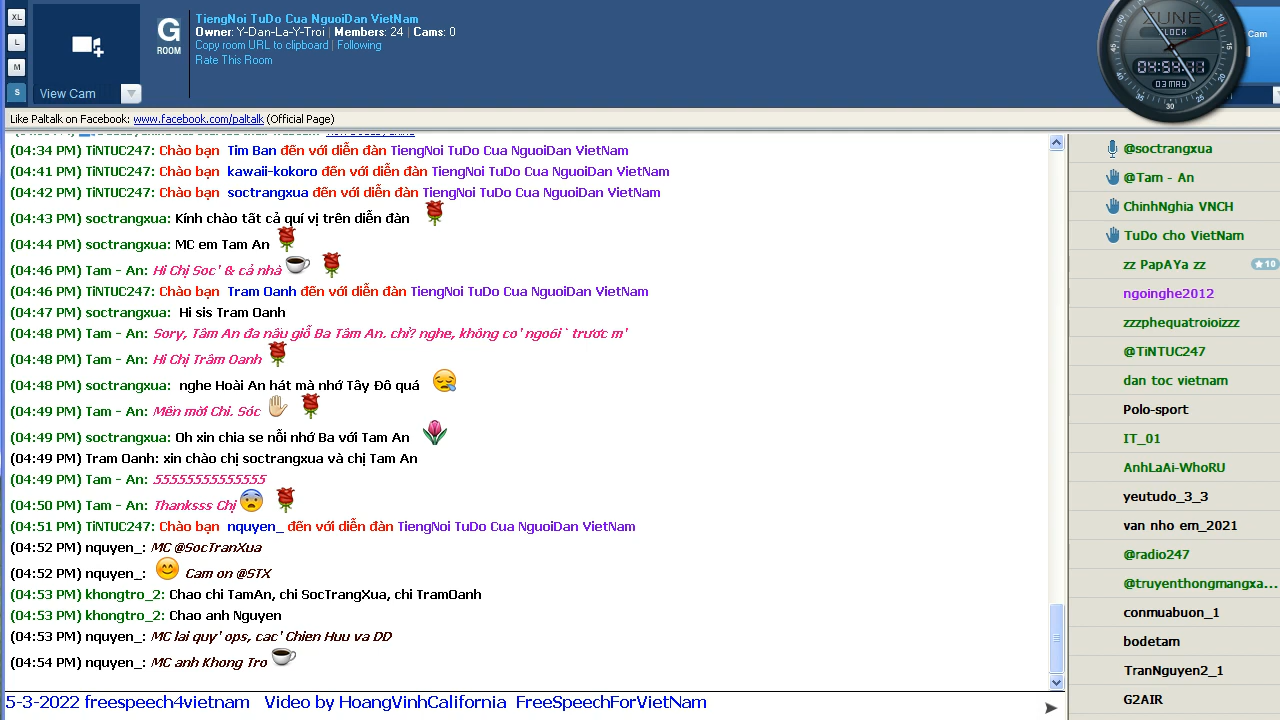 XL
L
M
S
View Cam
G
ROOM
TiengNoi TuDo Cua NguoiDan VietNam
Owner: Y-Dan-La-Y-Troi | Members: 24 | Cams: 0
Copy room URL to clipboard | Following
Rate This Room
XUNE
CLOCK
03 MAY
Cam
Like Paltalk on Facebook: www.facebook.com/paltalk (Official Page)
(04:34 PM) TiNTUC247: Chào bạn Tim Ban đến với diễn đàn TiengNoi TuDo Cua NguoiDan VietNam
(04:41 PM) TiNTUC247: Chào bạn kawaii-kokoro đến với diễn đàn TiengNoi TuDo Cua NguoiDan VietNam
(04:42 PM) TiNTUC247: Chào bạn soctrangxua đến với diễn đàn TiengNoi TuDo Cua NguoiDan VietNam
(04:43 PM) soctrangxua: Kính chào tất cả quí vị trên diễn đàn
(04:44 PM) soctrangxua: MC em Tam An
(04:46 PM) Tam - An: Hi Chị Soc' & cả nhà
(04:46 PM) TiNTUC247: Chào bạn Tram Oanh đến với diễn đàn TiengNoi TuDo Cua NguoiDan VietNam
(04:47 PM) soctrangxua: Hi sis Tram Oanh
(04:48 PM) Tam - An: Sory, Tâm An đa nâu giỗ Ba Tâm An. chỉ? nghe, không co' ngo6i` trươc m'
(04:48 PM) Tam - An: Hi Chị Trâm Oanh
(04:48 PM) soctrangxua: nghe Hoài An hát mà nhớ Tây Đô quá
(04:49 PM) Tam - An: Mên mời Chi. Sóc
(04:49 PM) soctrangxua: Oh xin chia se nỗi nhớ Ba với Tam An
(04:49 PM) Tram Oanh: xin chào chị soctrangxua và chị Tam An
(04:49 PM) Tam - An: 55555555555555
(04:50 PM) Tam - An: Thanksss Chị
(04:51 PM) TiNTUC247: Chào bạn nquyen_ đến với diễn đàn TiengNoi TuDo Cua NguoiDan VietNam
(04:52 PM) nquyen_: MC @SocTranXua
(04:52 PM) nquyen_: Cam on @STX
(04:53 PM) khongtro_2: Chao chi TamAn, chi SocTrangXua, chi TramOanh
(04:53 PM) khongtro_2: Chao anh Nguyen
(04:53 PM) nquyen_: MC lai quy' ops, cac' Chien Huu va DD
(04:54 PM) nquyen_: MC anh Khong Tro
@soctrangxua
@Tam - An
ChinhNghia VNCH
TuDo cho VietNam
zz PapAYa zz
10
ngoinghe2012
zzzphequatroioizzz
@TiNTUC247
dan toc vietnam
Polo-sport
IT_01
AnhLaAi-WhoRU
yeutudo_3_3
van nho em_2021
@radio247
@truyenthongmangxa...
conmuabuon_1
bodetam
TranNguyen2_1
G2AIR
5-3-2022 freespeech4vietnam Video by HoangVinhCalifornia FreeSpeechForVietNam